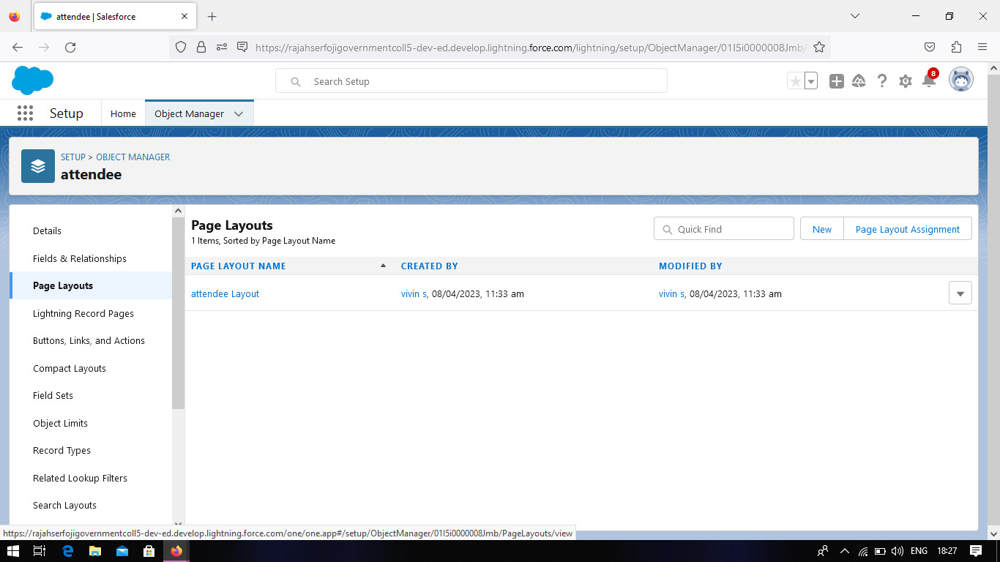 attendee | Salesforce
https://rajahserfojigovernmentcoll5-dev-ed.develop.lightning.force.com/lightning/setup/ObjectManager/01I5i0000008Jmb/
Search Setup
8
Setup
Home
Object Manager
SETUP > OBJECT MANAGER
attendee
Details
Fields & Relationships
Page Layouts
Lightning Record Pages
Buttons, Links, and Actions
Compact Layouts
Field Sets
Object Limits
Record Types
Related Lookup Filters
Search Layouts
Page Layouts
1 Items, Sorted by Page Layout Name
Quick Find
New
Page Layout Assignment
PAGE LAYOUT NAME CREATED BY MODIFIED BY
attendee Layout vivin s, 08/04/2023, 11:33 am vivin s, 08/04/2023, 11:33 am
https://rajahserfojigovernmentcoll5-dev-ed.develop.lightning.force.com/one/one.app#/setup/ObjectManager/01I5i0000008Jmb/PageLayouts/view
ENG 18:27